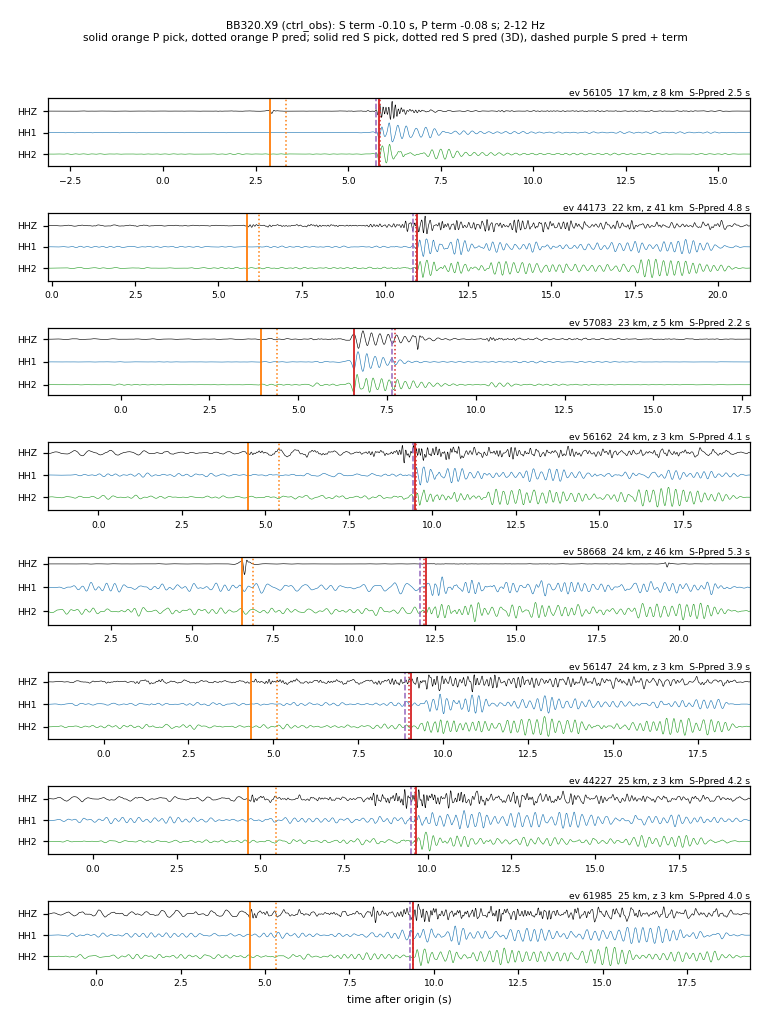 BB320.X9 (ctrl_obs): S term -0.10 s, P term -0.08 s; 2-12 Hz
solid orange P pick, dotted orange P pred; solid red S pick, dotted red S pred (3D), dashed purple S pred + term
ev 56105  17 km, z 8 km  S-Ppred 2.5 s
HHZ
HH1
HH2
−2.5 0.0 2.5 5.0 7.5 10.0 12.5 15.0
ev 44173  22 km, z 41 km  S-Ppred 4.8 s
HHZ
HH1
HH2
0.0 2.5 5.0 7.5 10.0 12.5 15.0 17.5 20.0
ev 57083  23 km, z 5 km  S-Ppred 2.2 s
HHZ
HH1
HH2
0.0 2.5 5.0 7.5 10.0 12.5 15.0 17.5
ev 56162  24 km, z 3 km  S-Ppred 4.1 s
HHZ
HH1
HH2
0.0 2.5 5.0 7.5 10.0 12.5 15.0 17.5
ev 58668  24 km, z 46 km  S-Ppred 5.3 s
HHZ
HH1
HH2
2.5 5.0 7.5 10.0 12.5 15.0 17.5 20.0
ev 56147  24 km, z 3 km  S-Ppred 3.9 s
HHZ
HH1
HH2
0.0 2.5 5.0 7.5 10.0 12.5 15.0 17.5
ev 44227  25 km, z 3 km  S-Ppred 4.2 s
HHZ
HH1
HH2
0.0 2.5 5.0 7.5 10.0 12.5 15.0 17.5
ev 61985  25 km, z 3 km  S-Ppred 4.0 s
HHZ
HH1
HH2
0.0 2.5 5.0 7.5 10.0 12.5 15.0 17.5
time after origin (s)